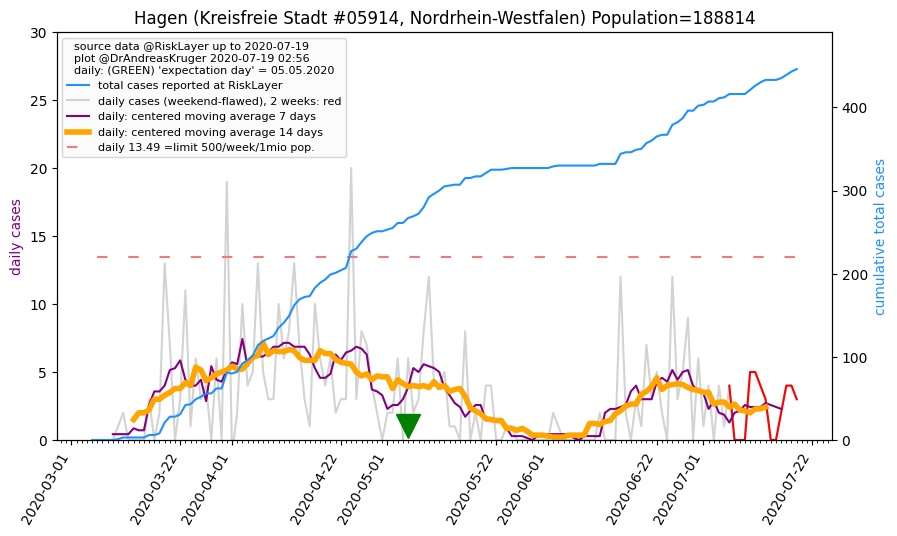 Hagen (Kreisfreie Stadt #05914, Nordrhein-Westfalen) Population=188814
source data @RiskLayer up to 2020-07-19
plot @DrAndreasKruger 2020-07-19 02:56
daily: (GREEN) 'expectation day' = 05.05.2020
total cases reported at RiskLayer
daily cases (weekend-flawed), 2 weeks: red
daily: centered moving average 7 days
daily: centered moving average 14 days
daily 13.49 =limit 500/week/1mio pop.
daily cases
30
25
20
15
10
5
0
cumulative total cases
400
300
200
100
0
2020-03-01
2020-03-22
2020-04-01
2020-04-22
2020-05-01
2020-05-22
2020-06-01
2020-06-22
2020-07-01
2020-07-22